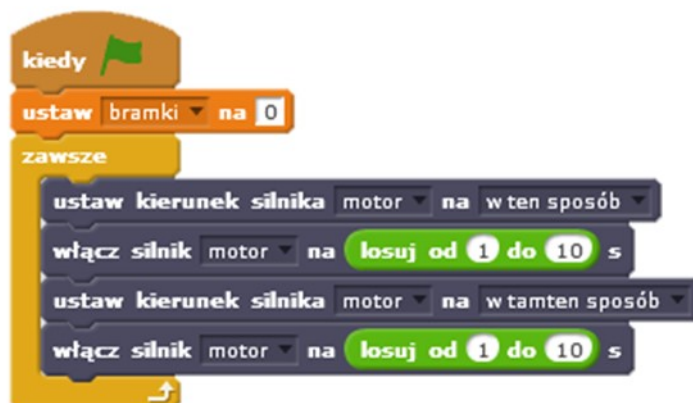 kiedy
ustaw bramki na 0
zawsze
ustaw kierunek silnika motor na w ten sposób
włącz silnik motor na losuj od 1 do 10 s
ustaw kierunek silnika motor na w tamten sposób
włącz silnik motor na losuj od 1 do 10 s